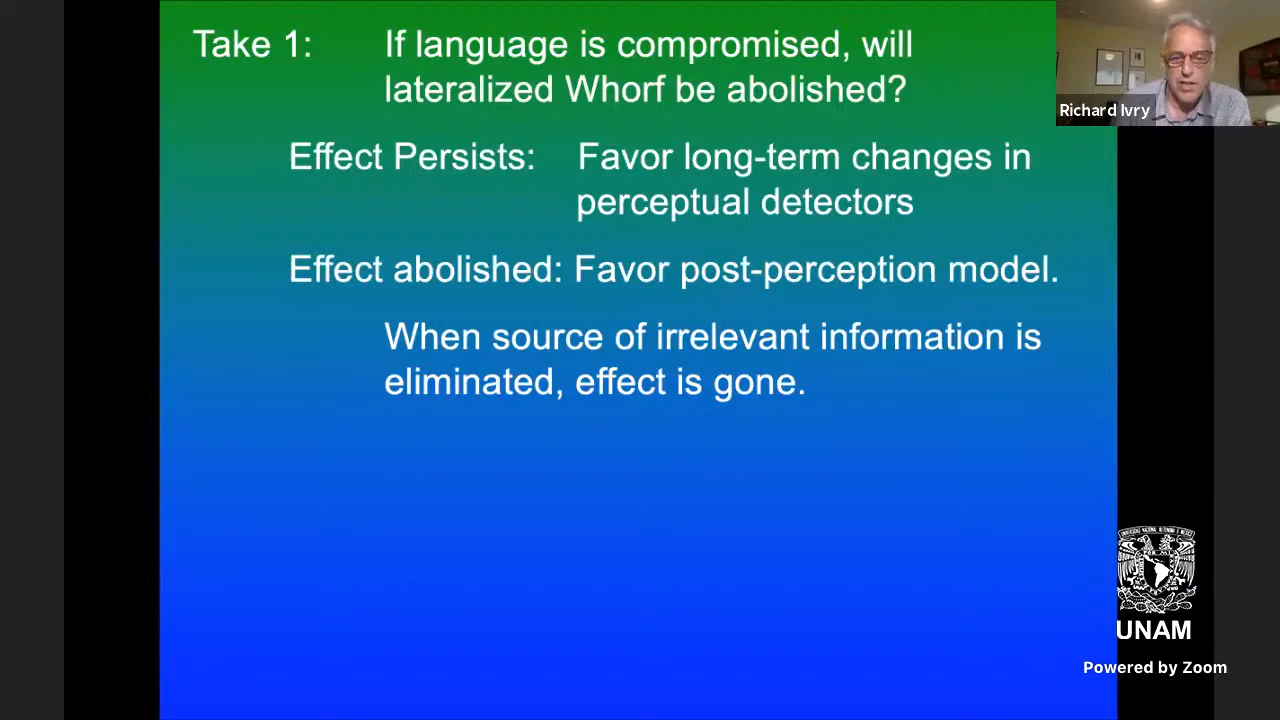 Take 1: If language is compromised, will
lateralized Whorf be abolished?
Effect Persists: Favor long-term changes in
perceptual detectors
Effect abolished: Favor post-perception model.
When source of irrelevant information is
eliminated, effect is gone.
Richard Ivry
UNAM
Powered by Zoom